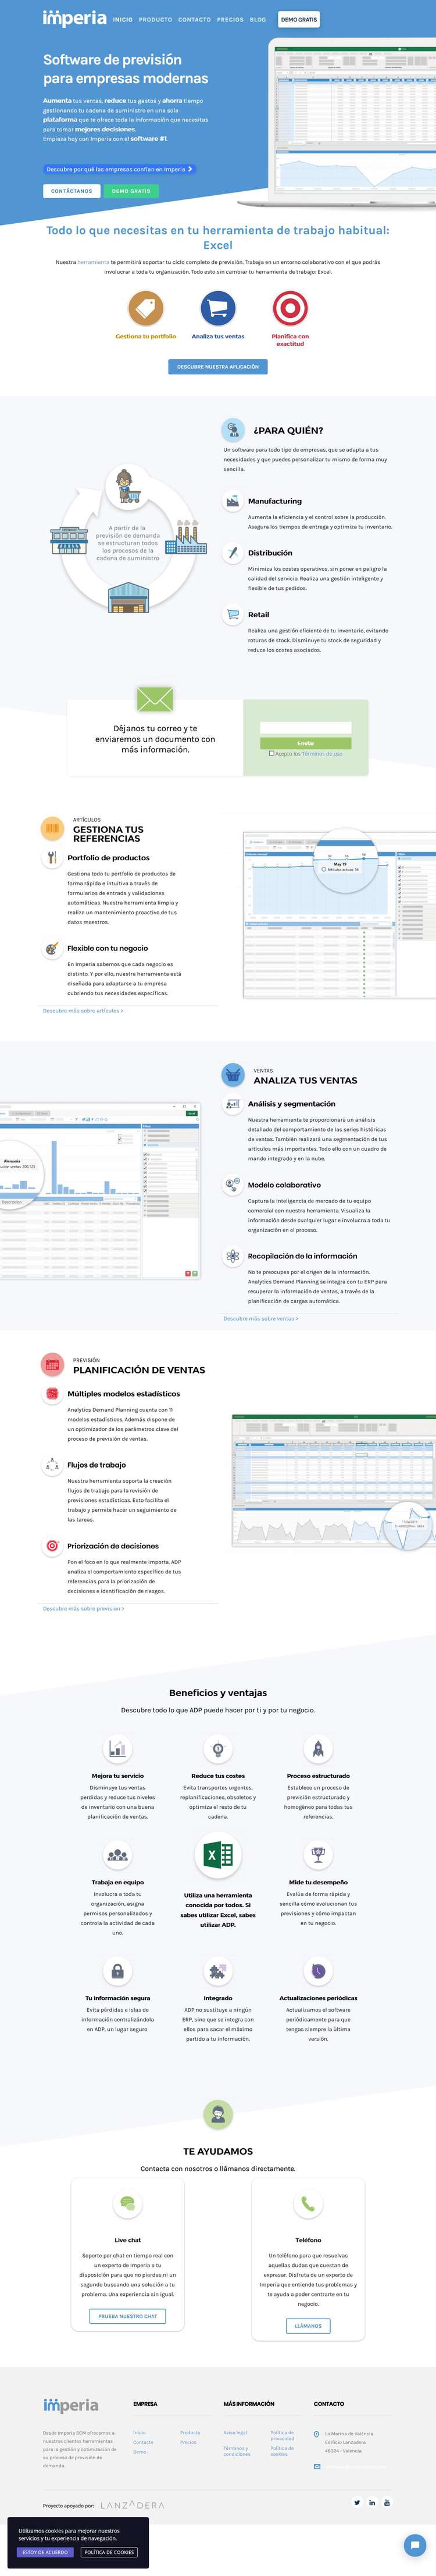 imperia
INICIO PRODUCTO CONTACTO PRECIOS BLOG DEMO GRATIS
Software de previsión
para empresas modernas
Aumenta tus ventas, reduce tus gastos y ahorra tiempo
gestionando tu cadena de suministro en una sola
plataforma que te ofrece toda la información que necesitas
para tomar mejores decisiones.
Empieza hoy con Imperia con el software #1.
Descubre por qué las empresas confían en Imperia
CONTÁCTANOS
DEMO GRATIS
Todo lo que necesitas en tu herramienta de trabajo habitual:
Excel
Nuestra herramienta te permitirá soportar tu ciclo completo de previsión. Trabaja en un entorno colaborativo con el que podrás
involucrar a toda tu organización. Todo esto sin cambiar tu herramienta de trabajo: Excel.
Gestiona tu portfolio
Analiza tus ventas
Planifica con
exactitud
DESCUBRE NUESTRA APLICACIÓN
¿PARA QUIÉN?
Un software para todo tipo de empresas, que se adapta a tus
necesidades y que puedes personalizar tu mismo de forma muy
sencilla.
A partir de la
previsión de demanda
se estructuran todos
los procesos de la
cadena de suministro
Manufacturing
Aumenta la eficiencia y el control sobre la producción.
Asegura los tiempos de entrega y optimiza tu inventario.
Distribución
Minimiza los costes operativos, sin poner en peligro la
calidad del servicio. Realiza una gestión inteligente y
flexible de tus pedidos.
Retail
Realiza una gestión eficiente de tu inventario, evitando
roturas de stock. Disminuye tu stock de seguridad y
reduce los costes asociados.
Déjanos tu correo y te
enviaremos un documento con
más información.
Enviar
Acepto los Términos de uso
ARTÍCULOS
GESTIONA TUS
REFERENCIAS
Portfolio de productos
Gestiona todo tu portfolio de productos de
forma rápida e intuitiva a través de
formularios de entrada y validaciones
automáticas. Nuestra herramienta limpia y
realiza un mantenimiento proactivo de tus
datos maestros.
Flexible con tu negocio
En Imperia sabemos que cada negocio es
distinto. Y por ello, nuestra herramienta está
diseñada para adaptarse a tu empresa
cubriendo tus necesidades específicas.
Descubre más sobre artículos >
May 19
Artículos activos: 56
VENTAS
ANALIZA TUS VENTAS
Análisis y segmentación
Nuestra herramienta te proporcionará un análisis
detallado del comportamiento de las series históricas
de ventas. También realizará una segmentación de tus
artículos más importantes. Todo ello con un cuadro de
mando integrado y en la nube.
Modelo colaborativo
Captura la inteligencia de mercado de tu equipo
comercial con nuestra herramienta. Visualiza la
información desde cualquier lugar e involucra a toda tu
organización en el proceso.
Recopilación de la información
No te preocupes por el origen de la información.
Analytics Demand Planning se integra con tu ERP para
recuperar la información de ventas, a través de la
planificación de cargas automática.
Descubre más sobre ventas >
Alemania
PREVISIÓN
PLANIFICACIÓN DE VENTAS
Múltiples modelos estadísticos
Analytics Demand Planning cuenta con 11
modelos estadísticos. Además dispone de
un optimizador de los parámetros clave del
proceso de previsión de ventas.
Flujos de trabajo
Nuestra herramienta soporta la creación
flujos de trabajo para la revisión de
previsiones estadísticas. Esto facilita el
trabajo y permite hacer un seguimiento de
las tareas.
Priorización de decisiones
Pon el foco en lo que realmente importa. ADP
analiza el comportamiento específico de tus
referencias para la priorización de
decisiones e identificación de riesgos.
Descubre más sobre prevision >
Beneficios y ventajas
Descubre todo lo que ADP puede hacer por ti y por tu negocio.
Mejora tu servicio
Disminuye tus ventas
perdidas y reduce tus niveles
de inventario con una buena
planificación de ventas.
Reduce tus costes
Evita transportes urgentes,
replanificaciones, obsoletos y
optimiza el resto de tu
cadena.
Proceso estructurado
Establece un proceso de
previsión estructurado y
homogéneo para todas tus
referencias.
Trabaja en equipo
Involucra a toda tu
organización, asigna
permisos personalizados y
controla la actividad de cada
uno.
Utiliza una herramienta
conocida por todos. Si
sabes utilizar Excel, sabes
utilizar ADP.
Mide tu desempeño
Evalúa de forma rápida y
sencilla cómo evolucionan tus
previsiones y cómo impactan
en tu negocio.
Tu información segura
Evita pérdidas e islas de
información centralizándola
en ADP, un lugar seguro.
Integrado
ADP no sustituye a ningún
ERP, sino que se integra con
ellos para sacar el máximo
partido a tu información.
Actualizaciones periódicas
Actualizamos el software
periódicamente para que
tengas siempre la última
versión.
TE AYUDAMOS
Contacta con nosotros o llámanos directamente.
Live chat
Soporte por chat en tiempo real con
un experto de Imperia a tu
disposición para que no pierdas ni un
segundo buscando una solución a tu
problema. Una experiencia sin igual.
PRUEBA NUESTRO CHAT
Teléfono
Un teléfono para que resuelvas
aquellas dudas que cuestan de
expresar. Disfruta de un experto de
Imperia que entiende tus problemas y
te ayuda a poder centrarte en tu
negocio.
LLÁMANOS
imperia
Desde Imperia SCM ofrecemos a
nuestros clientes herramientas
para la gestión y optimización de
su proceso de previsión de
demanda.
EMPRESA
Inicio
Producto
Contacto
Precios
Demo
MÁS INFORMACIÓN
Aviso legal
Política de
privacidad
Términos y
condiciones
Política de
cookies
CONTACTO
La Marina de València
Edificio Lanzadera
46024 - Valencia
Proyecto apoyado por: LANZADERA
Utilizamos cookies para mejorar nuestros
servicios y tu experiencia de navegación.
ESTOY DE ACUERDO
POLÍTICA DE COOKIES